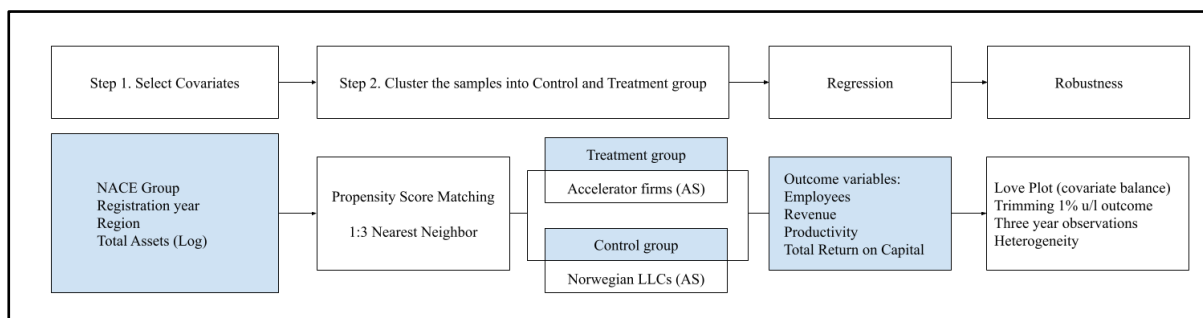 Step 1. Select Covariates
Step 2. Cluster the samples into Control and Treatment group
Regression
Robustness
NACE Group
Registration year
Region
Total Assets (Log)
Propensity Score Matching
1:3 Nearest Neighbor
Treatment group
Accelerator firms (AS)
Control group
Norwegian LLCs (AS)
Outcome variables:
Employees
Revenue
Productivity
Total Return on Capital
Love Plot (covariate balance)
Trimming 1% u/l outcome
Three year observations
Heterogeneity